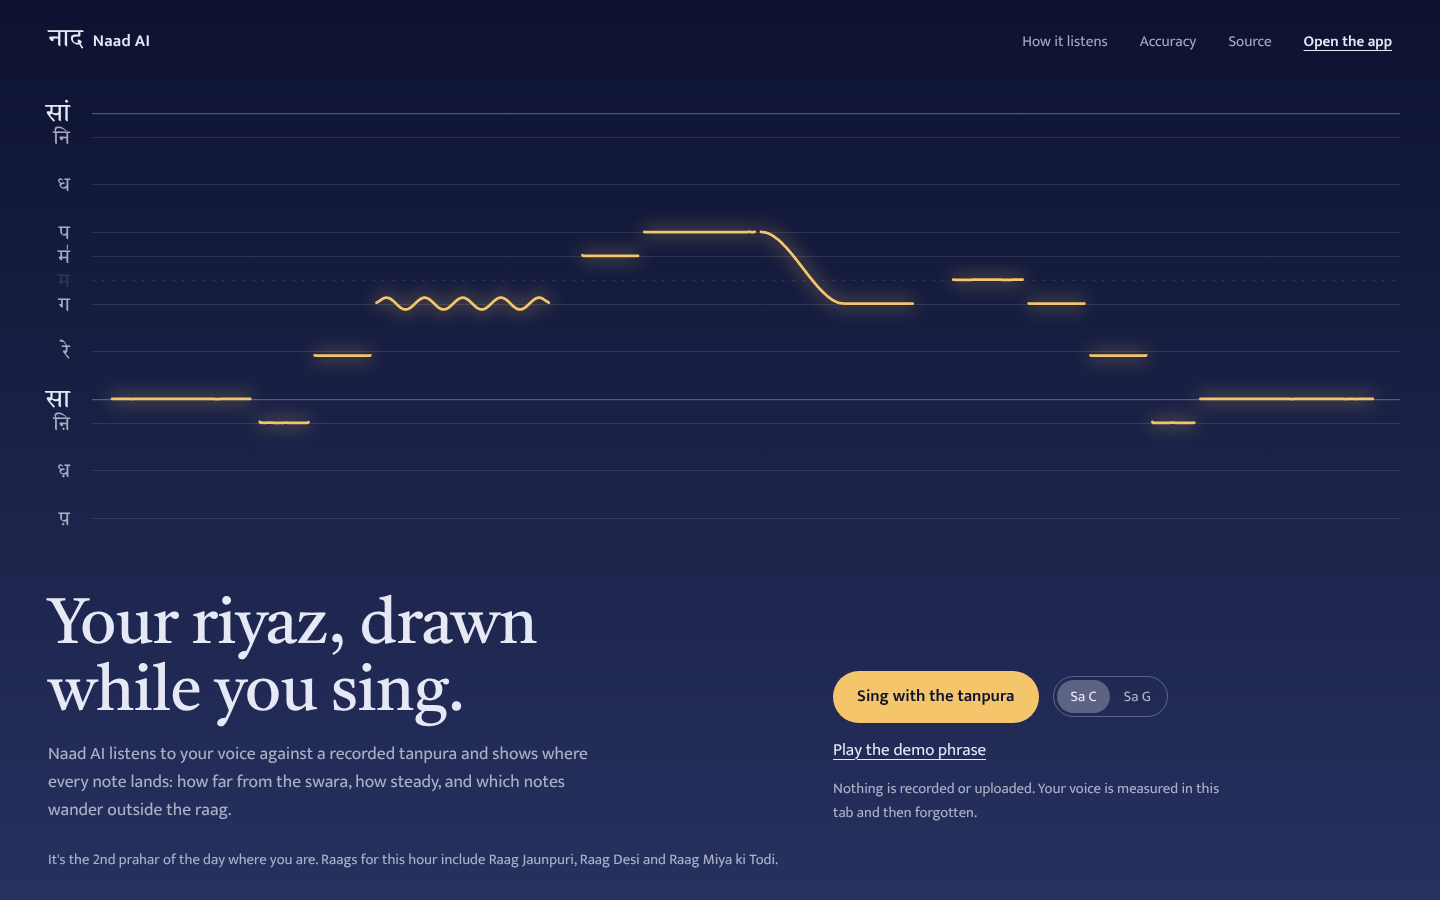 नाद Naad AI
How it listens Accuracy Source Open the app
सां
नि
ध
प
म॑
म
ग
रे
सा
नि़
ध़
प़
Your riyaz, drawn
while you sing.
Sing with the tanpura Sa C Sa G
Play the demo phrase
Naad AI listens to your voice against a recorded tanpura and shows where
every note lands: how far from the swara, how steady, and which notes
wander outside the raag.
Nothing is recorded or uploaded. Your voice is measured in this
tab and then forgotten.
It's the 2nd prahar of the day where you are. Raags for this hour include Raag Jaunpuri, Raag Desi and Raag Miya ki Todi.